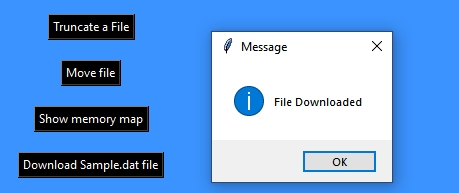 Truncate a File
Move file
Show memory map
Download Sample.dat file
Message
File Downloaded
OK